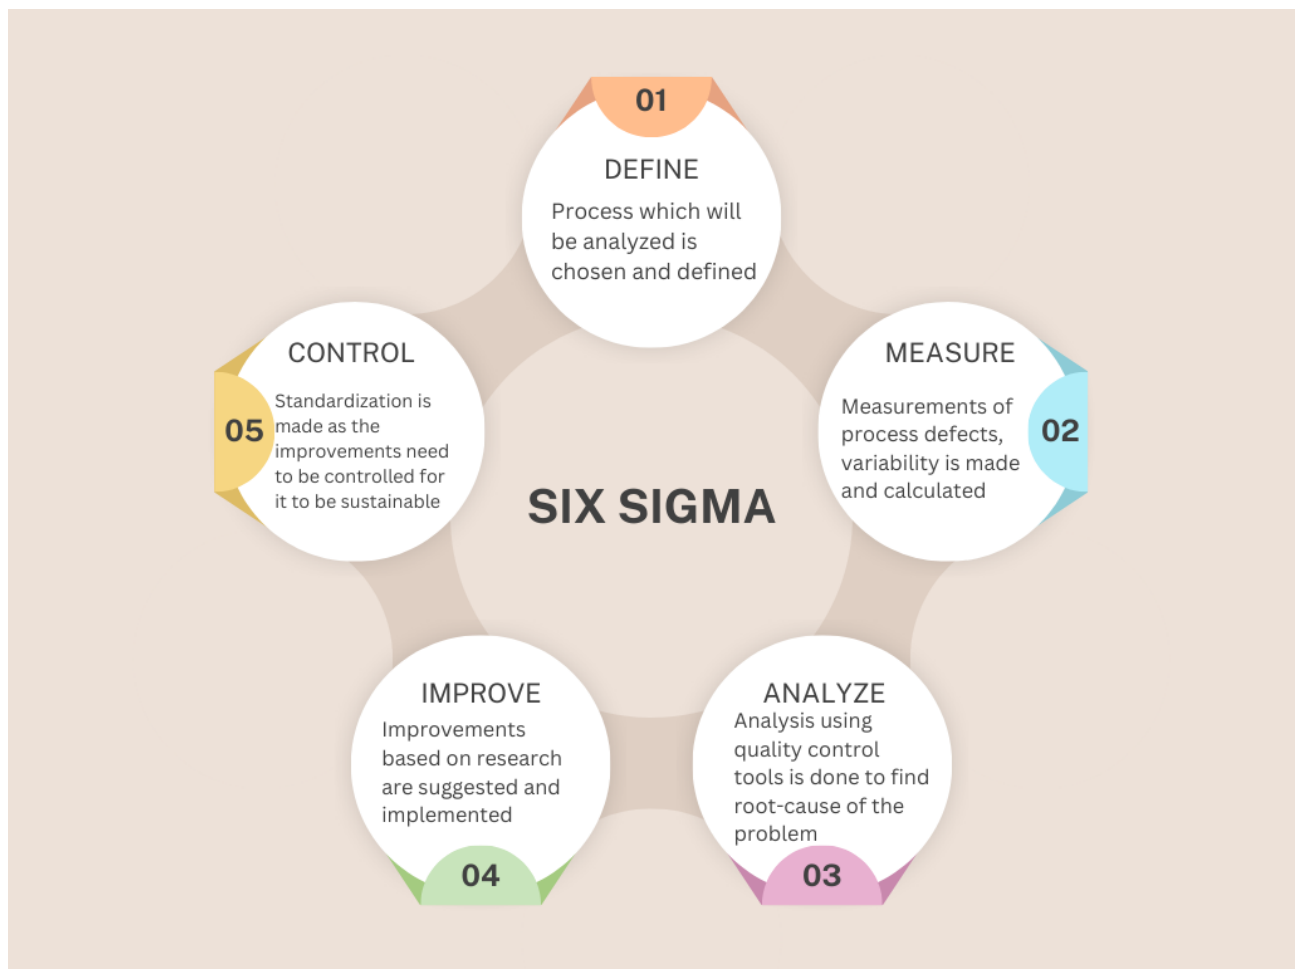 01
DEFINE
Process which will
be analyzed is
chosen and defined
MEASURE
Measurements of
process defects,
variability is made
and calculated
02
ANALYZE
Analysis using
quality control
tools is done to find
root-cause of the
problem
03
IMPROVE
Improvements
based on research
are suggested and
implemented
04
CONTROL
Standardization is
made as the
improvements need
to be controlled for
it to be sustainable
05
SIX SIGMA